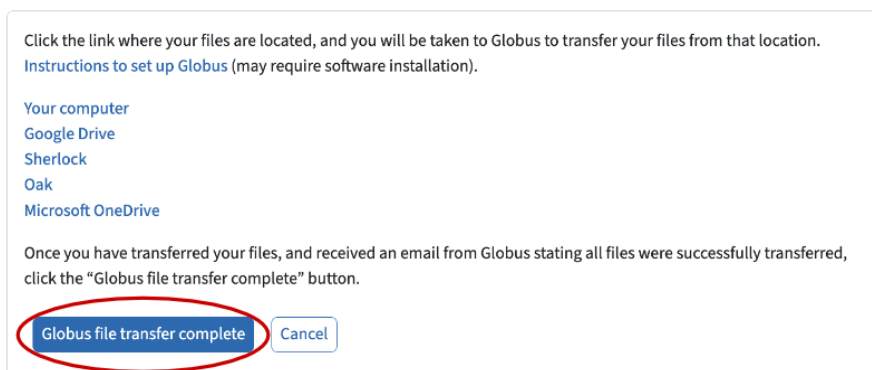 Click the link where your files are located, and you will be taken to Globus to transfer your files from that location.
Instructions to set up Globus (may require software installation).
Your computer
Google Drive
Sherlock
Oak
Microsoft OneDrive
Once you have transferred your files, and received an email from Globus stating all files were successfully transferred,
click the “Globus file transfer complete” button.
Globus file transfer complete Cancel